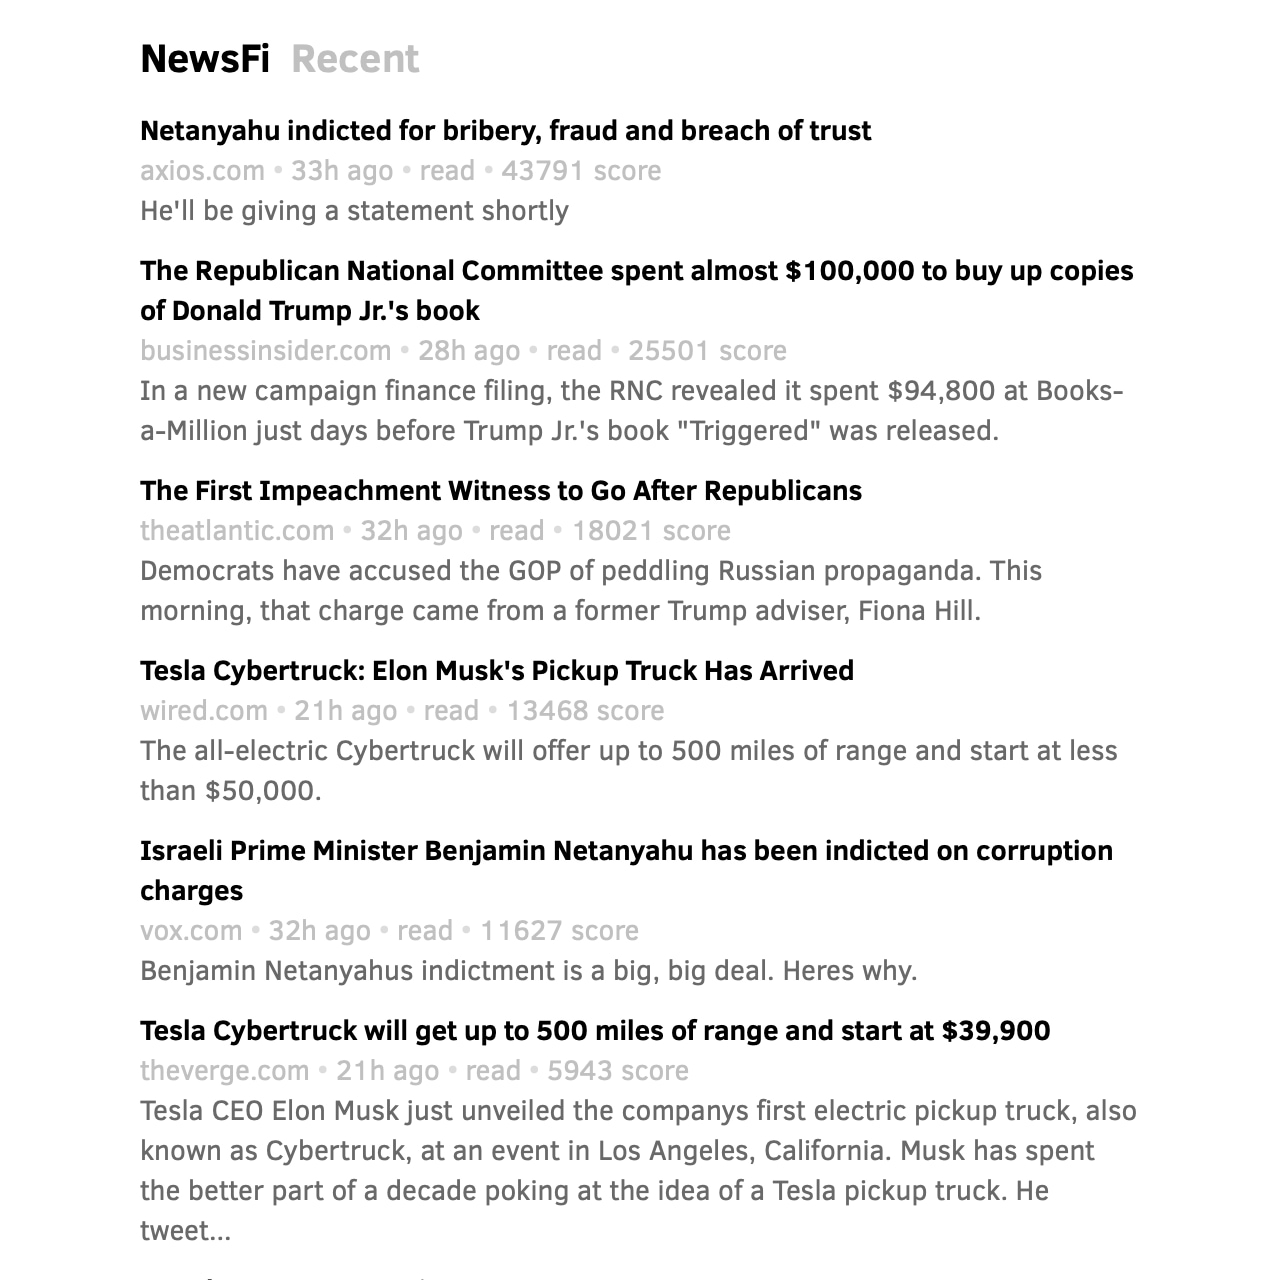 NewsFi Recent
Netanyahu indicted for bribery, fraud and breach of trust
axios.com • 33h ago • read • 43791 score
He'll be giving a statement shortly
The Republican National Committee spent almost $100,000 to buy up copies
of Donald Trump Jr.'s book
businessinsider.com • 28h ago • read • 25501 score
In a new campaign finance filing, the RNC revealed it spent $94,800 at Books-
a-Million just days before Trump Jr.'s book "Triggered" was released.
The First Impeachment Witness to Go After Republicans
theatlantic.com • 32h ago • read • 18021 score
Democrats have accused the GOP of peddling Russian propaganda. This
morning, that charge came from a former Trump adviser, Fiona Hill.
Tesla Cybertruck: Elon Musk's Pickup Truck Has Arrived
wired.com • 21h ago • read • 13468 score
The all-electric Cybertruck will offer up to 500 miles of range and start at less
than $50,000.
Israeli Prime Minister Benjamin Netanyahu has been indicted on corruption
charges
vox.com • 32h ago • read • 11627 score
Benjamin Netanyahus indictment is a big, big deal. Heres why.
Tesla Cybertruck will get up to 500 miles of range and start at $39,900
theverge.com • 21h ago • read • 5943 score
Tesla CEO Elon Musk just unveiled the companys first electric pickup truck, also
known as Cybertruck, at an event in Los Angeles, California. Musk has spent
the better part of a decade poking at the idea of a Tesla pickup truck. He
tweet...